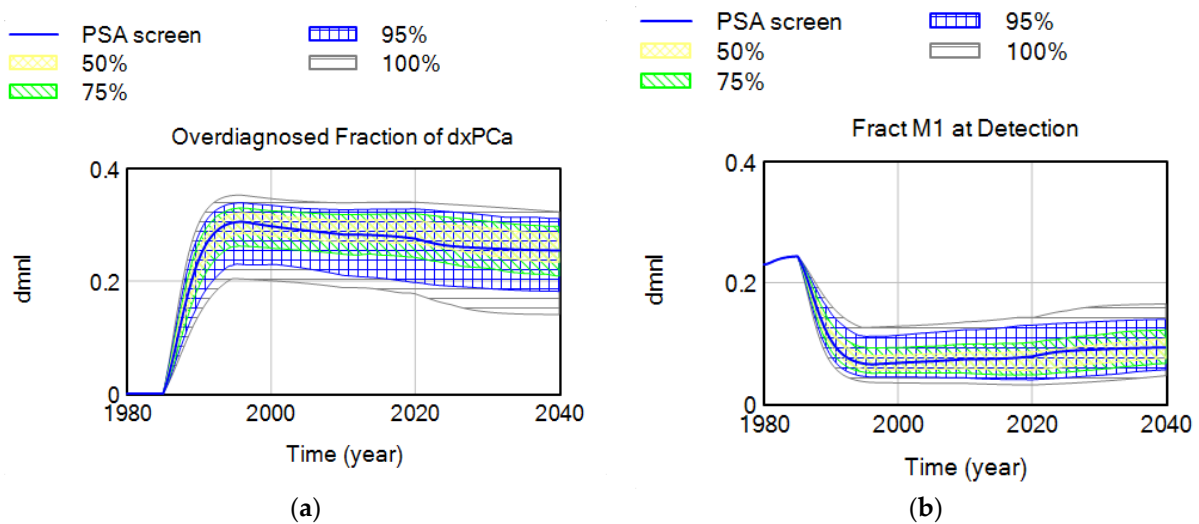 PSA screen
95%
50%
100%
75%
Overdiagnosed Fraction of dxPCa
0.4
0.2
0
dmnl
1980
2000
2020
2040
Time (year)
(a)
PSA screen
95%
50%
100%
75%
Fract M1 at Detection
0.4
0.2
0
dmnl
1980
2000
2020
2040
Time (year)
(b)